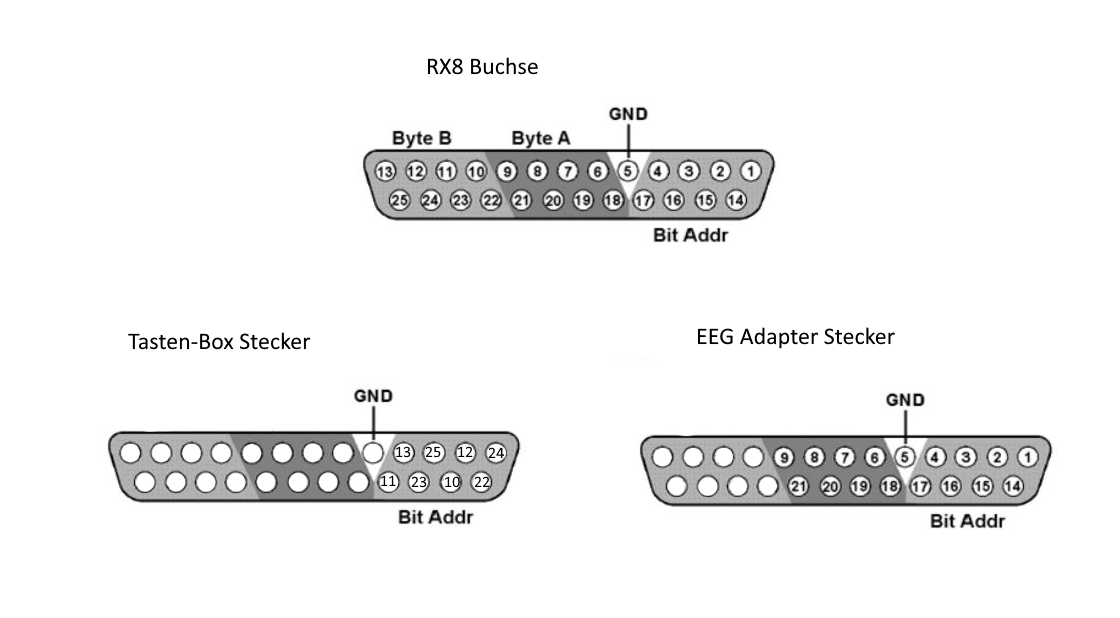 RX8 Buchse
GND
Byte B Byte A
13 12 11 10 9 8 7 6 5 4 3 2 1
25 24 23 22 21 20 19 18 17 16 15 14
Bit Addr
Tasten-Box Stecker
GND
13 25 12 24
11 23 10 22
Bit Addr
EEG Adapter Stecker
GND
9 8 7 6 5 4 3 2 1
21 20 19 18 17 16 15 14
Bit Addr